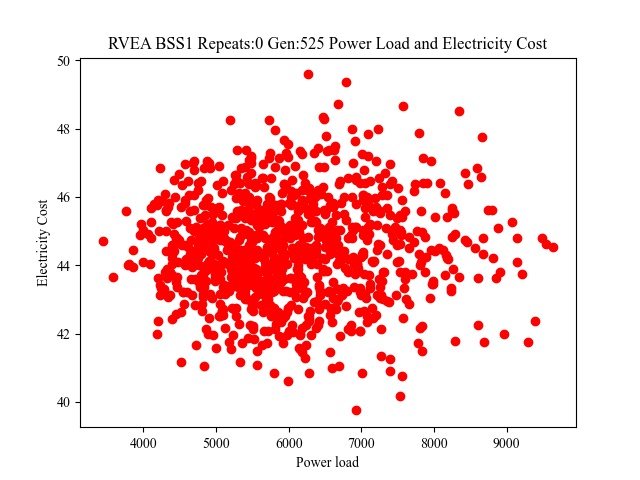 RVEA BSS1 Repeats:0 Gen:525 Power Load and Electricity Cost
50
48
46
44
42
40
Electricity Cost
4000 5000 6000 7000 8000 9000
Power load